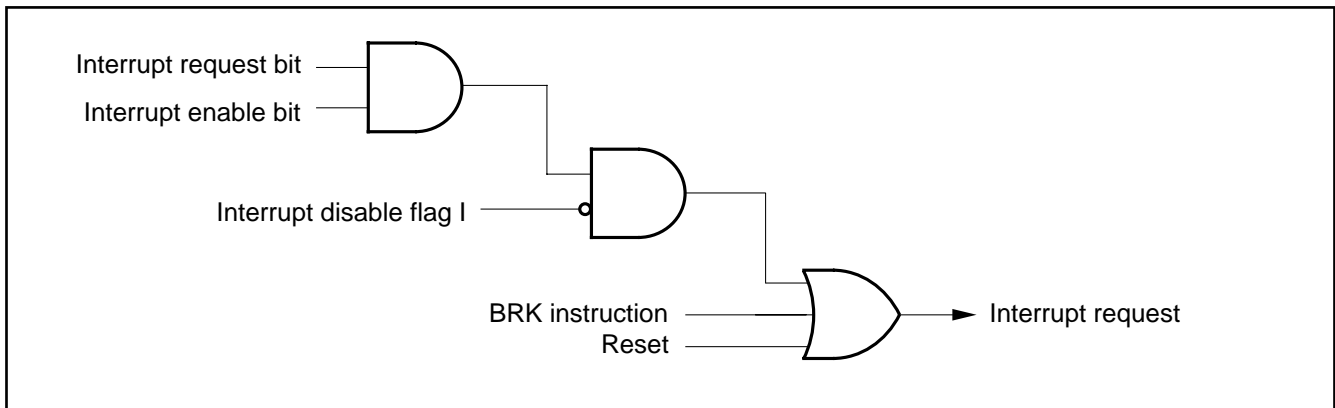 Interrupt request bit
Interrupt enable bit
Interrupt disable flag I
BRK instruction
Reset
Interrupt request